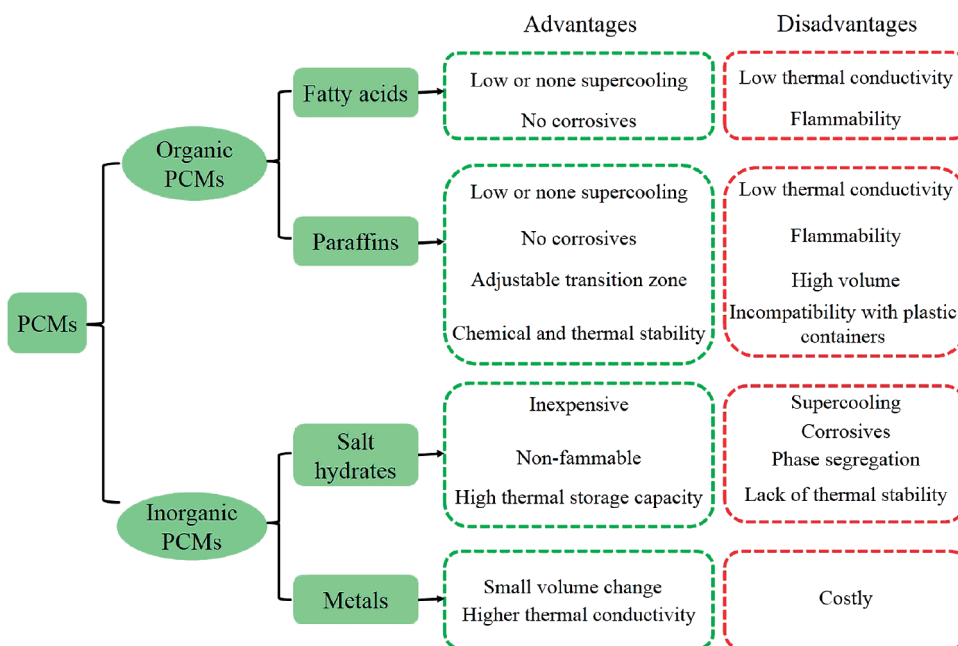 Advantages
Disadvantages
PCMs
Organic
PCMs
Fatty acids
Low or none supercooling
No corrosives
Low thermal conductivity
Flammability
Paraffins
Low or none supercooling
No corrosives
Adjustable transition zone
Chemical and thermal stability
Low thermal conductivity
Flammability
High volume
Incompatibility with plastic
containers
Inorganic
PCMs
Salt
hydrates
Inexpensive
Non-fammable
High thermal storage capacity
Supercooling
Corrosives
Phase segregation
Lack of thermal stability
Metals
Small volume change
Higher thermal conductivity
Costly